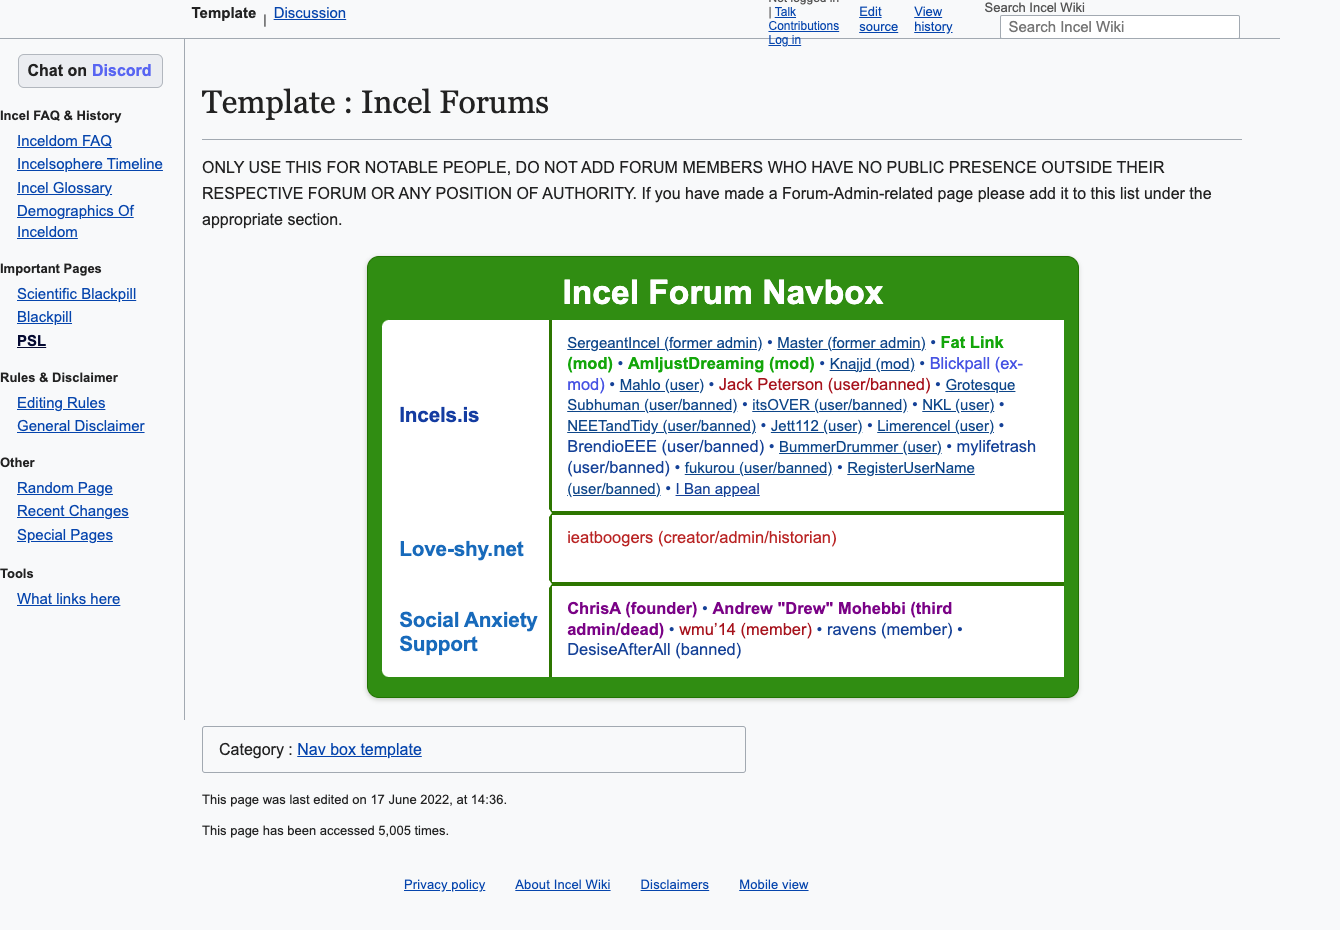 Template | Discussion
Not logged in
| Talk
Contributions
Log in
Edit source
View history
Search Incel Wiki
Search Incel Wiki
Chat on Discord
Incel FAQ & History
Inceldom FAQ
Incelsophere Timeline
Incel Glossary
Demographics Of
Inceldom
Important Pages
Scientific Blackpill
Blackpill
PSL
Rules & Disclaimer
Editing Rules
General Disclaimer
Other
Random Page
Recent Changes
Special Pages
Tools
What links here
Template : Incel Forums
ONLY USE THIS FOR NOTABLE PEOPLE, DO NOT ADD FORUM MEMBERS WHO HAVE NO PUBLIC PRESENCE OUTSIDE THEIR
RESPECTIVE FORUM OR ANY POSITION OF AUTHORITY. If you have made a Forum-Admin-related page please add it to this list under the
appropriate section.
Incel Forum Navbox
Incels.is
SergeantIncel (former admin) • Master (former admin) • Fat Link
(mod) • AmIjustDreaming (mod) • Knajjd (mod) • Blickpall (ex-
mod) • Mahlo (user) • Jack Peterson (user/banned) • Grotesque
Subhuman (user/banned) • itsOVER (user/banned) • NKL (user) •
NEETandTidy (user/banned) • Jett112 (user) • Limerencel (user) •
BrendioEEE (user/banned) • BummerDrummer (user) • mylifetrash
(user/banned) • fukurou (user/banned) • RegisterUserName
(user/banned) • I Ban appeal
Love-shy.net
ieatboogers (creator/admin/historian)
Social Anxiety
Support
ChrisA (founder) • Andrew "Drew" Mohebbi (third
admin/dead) • wmu’14 (member) • ravens (member) •
DesiseAfterAll (banned)
Category : Nav box template
This page was last edited on 17 June 2022, at 14:36.
This page has been accessed 5,005 times.
Privacy policy
About Incel Wiki
Disclaimers
Mobile view